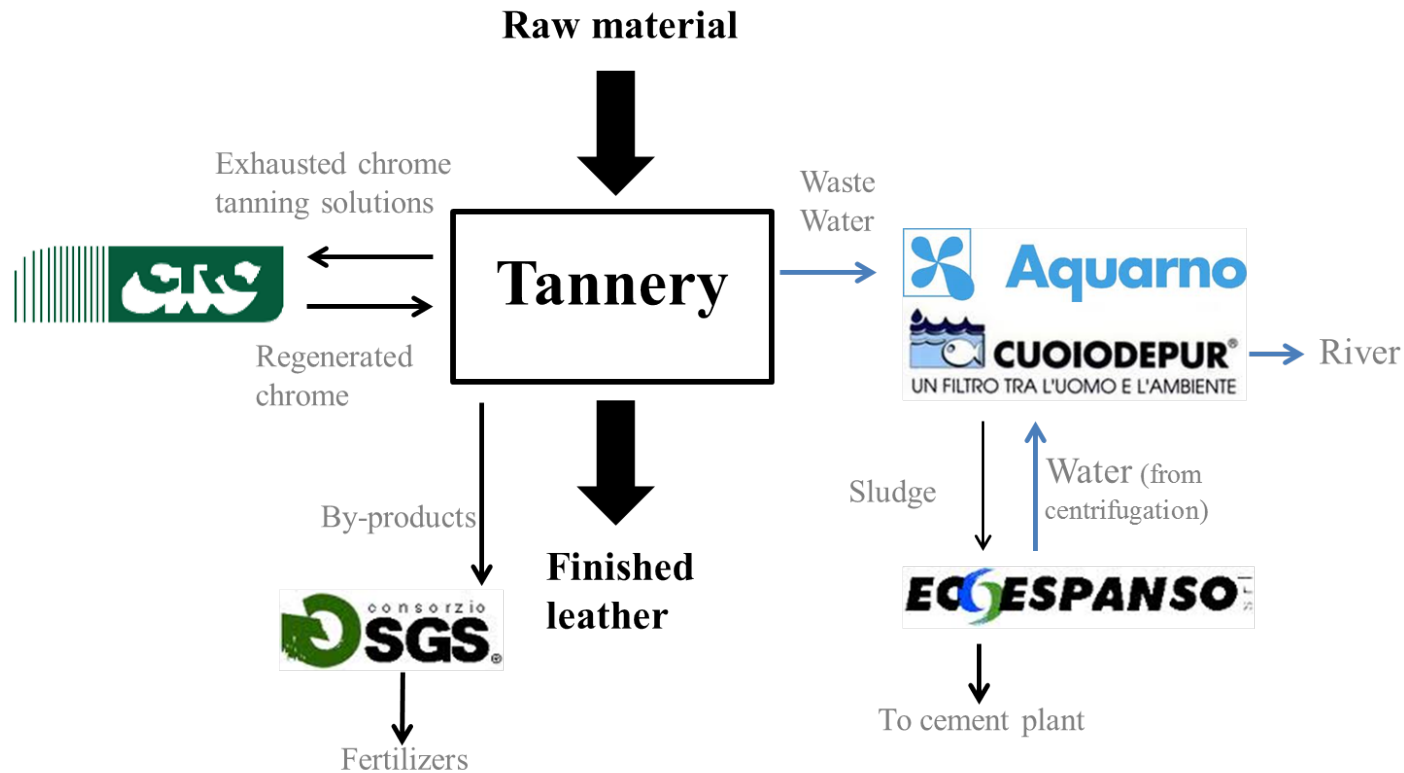 Raw material
Exhausted chrome
tanning solutions
Waste
Water
Tannery
Aquarno
CUOIODEPUR®
UN FILTRO TRA L'UOMO E L'AMBIENTE
River
Regenerated
chrome
By-products
Sludge
Water (from
centrifugation)
Finished
leather
consorzio
SGS®
ECOESPANSO srl
To cement plant
Fertilizers